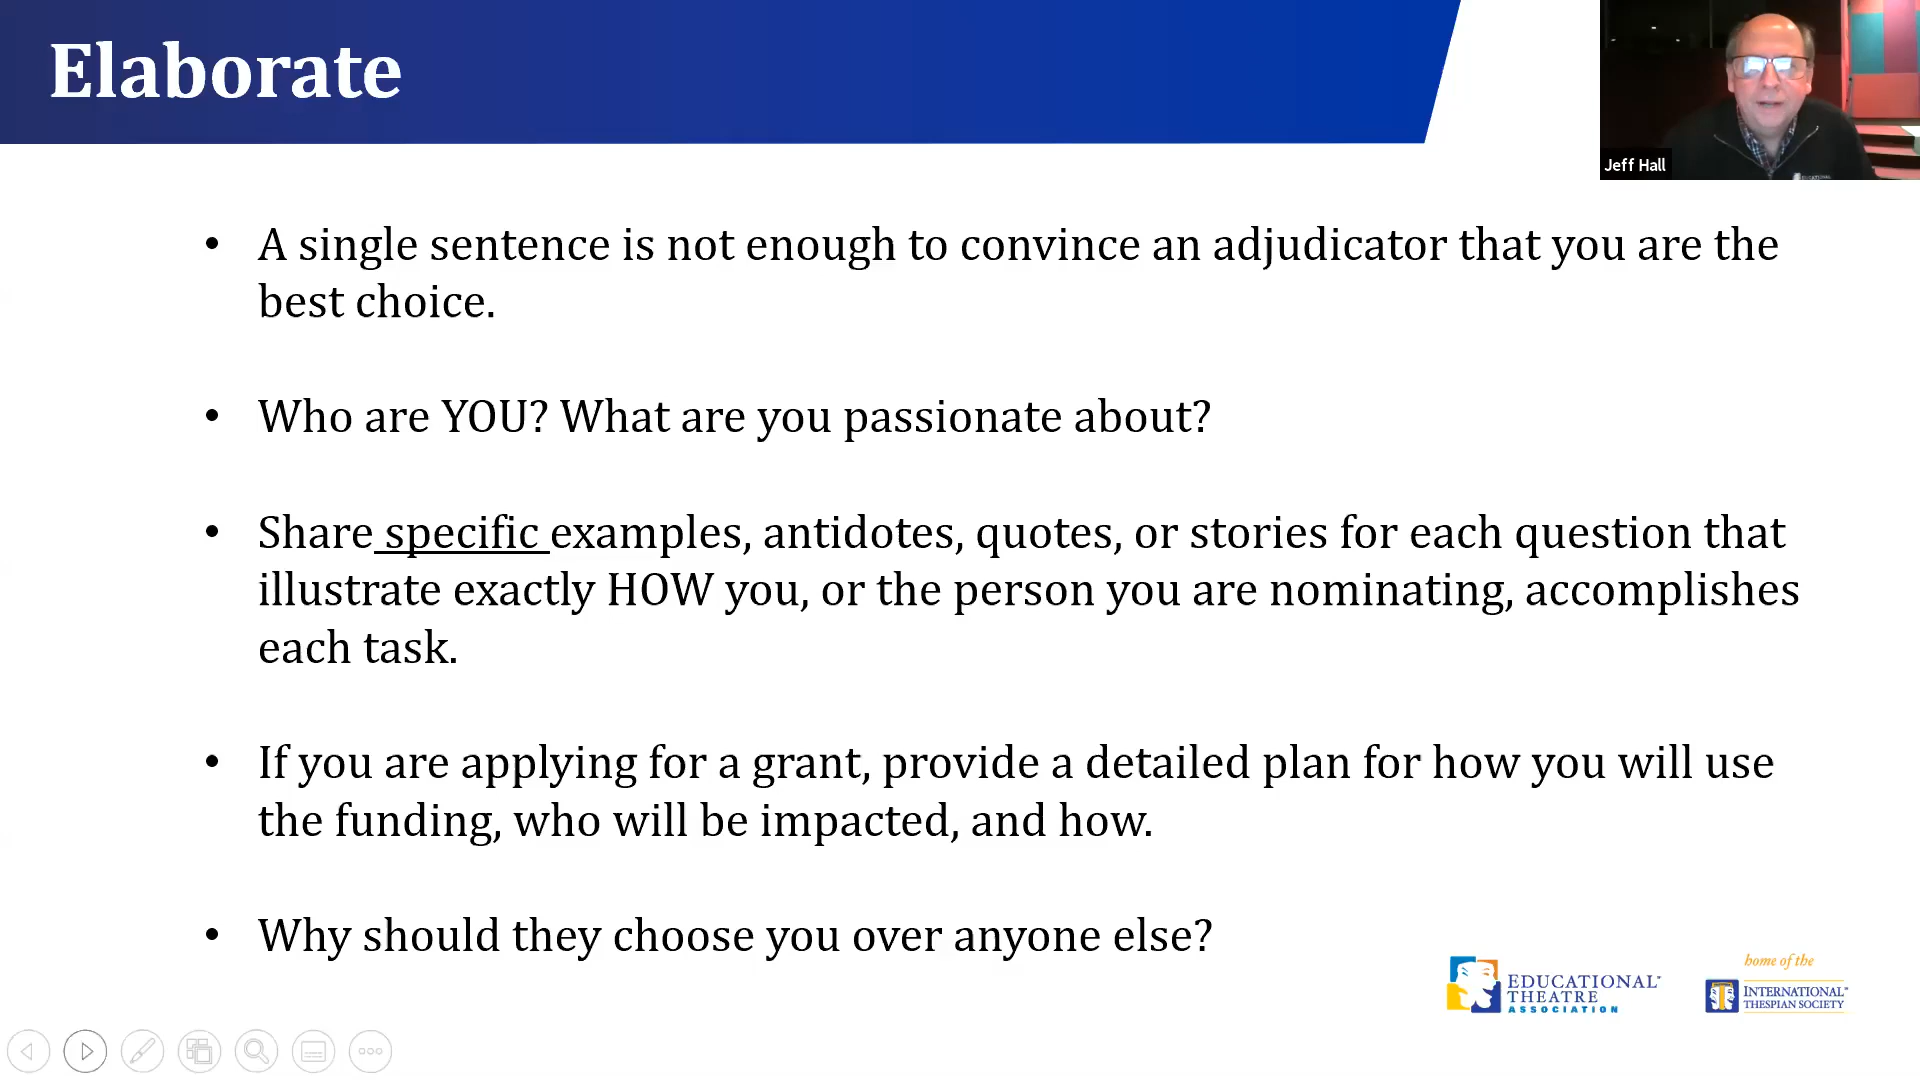 Elaborate
Jeff Hall
• A single sentence is not enough to convince an adjudicator that you are the
best choice.
• Who are YOU? What are you passionate about?
• Share specific examples, antidotes, quotes, or stories for each question that
illustrate exactly HOW you, or the person you are nominating, accomplishes
each task.
• If you are applying for a grant, provide a detailed plan for how you will use
the funding, who will be impacted, and how.
• Why should they choose you over anyone else?
EDUCATIONAL
THEATRE
ASSOCIATION
home of the
INTERNATIONAL
THESPIAN SOCIETY